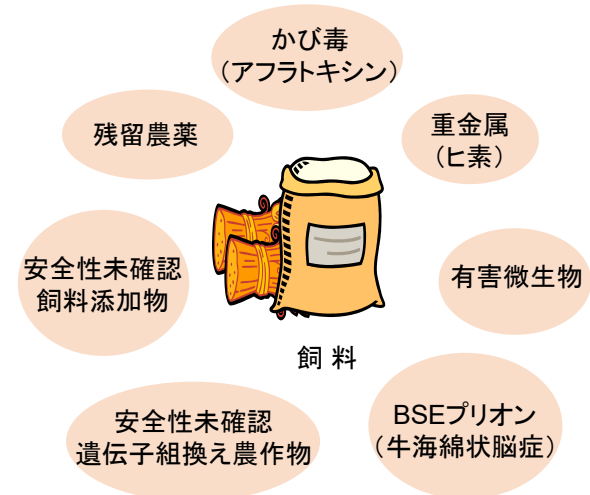 かび毒
（アフラトキシン）
残留農薬
重金属
（ヒ素）
安全性未確認
飼料添加物
有害微生物
飼 料
安全性未確認
遺伝子組換え農作物
BSEプリオン
（牛海綿状脳症）